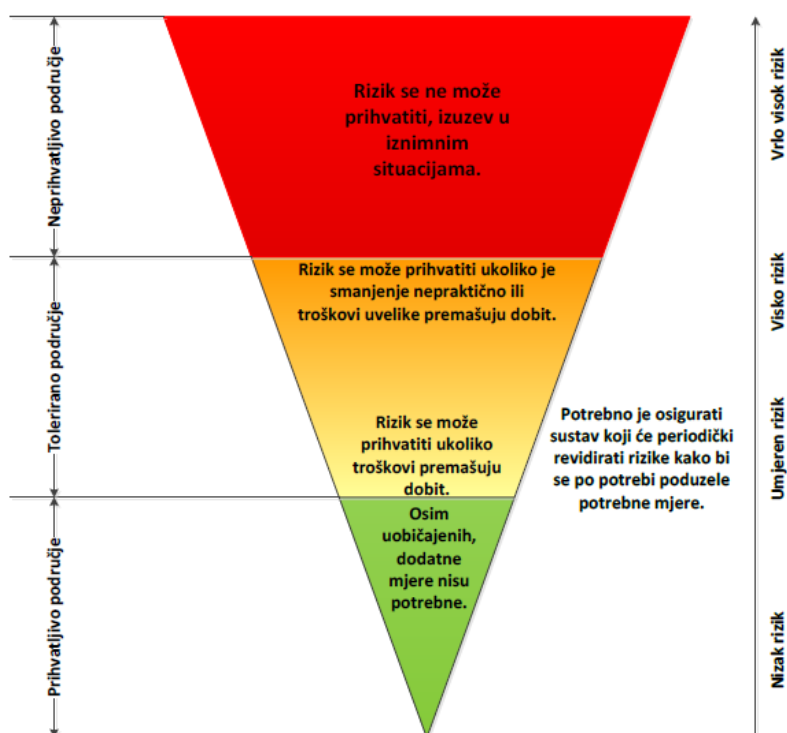 Neprihvatljivo područje
Tolerirano područje
Prihvatljivo područje
Rizik se ne može
prihvatiti, izuzev u
iznimnim
situacijama.
Rizik se može prihvatiti ukoliko je
smanjenje nepraktično ili
troškovi uvelike premašuju dobit.
Rizik se može
prihvatiti ukoliko
troškovi premašuju
dobit.
Osim
uobičajenih,
dodatne
mjere nisu
potrebne.
Potrebno je osigurati
sustav koji će periodički
revidirati rizike kako bi
se po potrebi poduzele
potrebne mjere.
Vrlo visok rizik
Visko rizik
Umjeren rizik
Nizak rizik